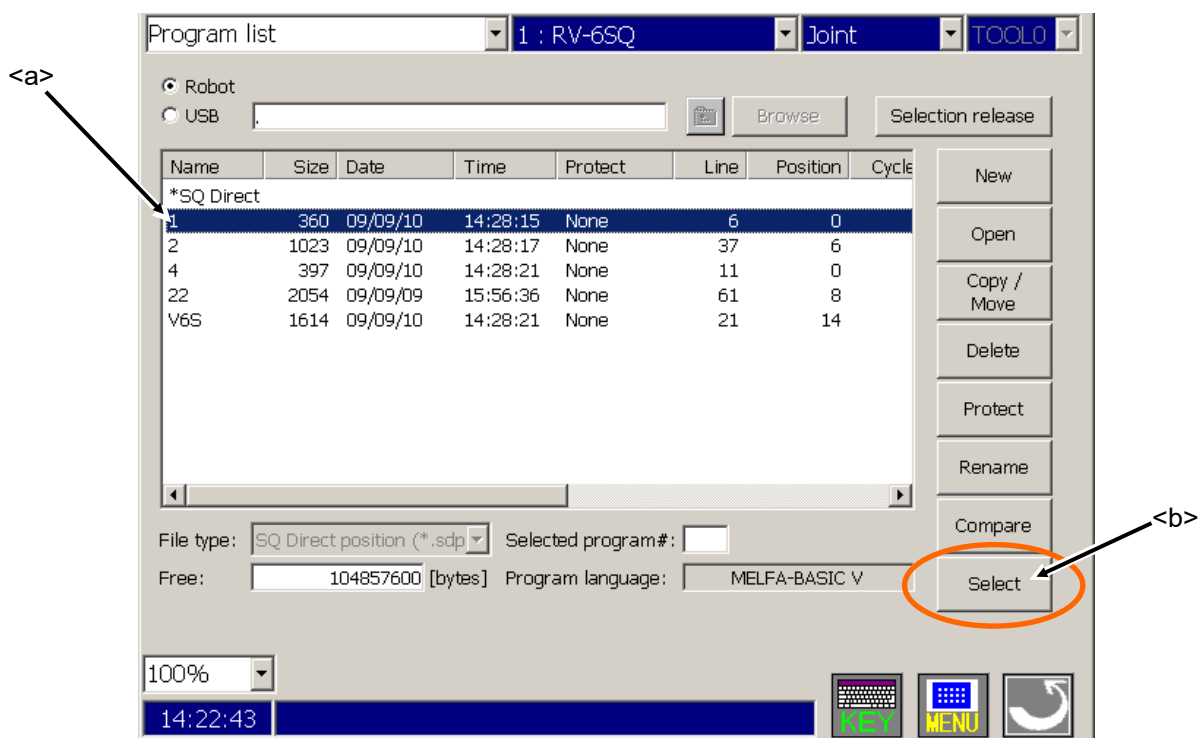 Program list 1 : RV-6SQ Joint TOOL0
<a>
Robot
USB . Browse Selection release
Name Size Date Time Protect Line Position Cycle
*SQ Direct
1 360 09/09/10 14:28:15 None 6 0
2 1023 09/09/10 14:28:17 None 37 6
4 397 09/09/10 14:28:21 None 11 0
22 2054 09/09/09 15:56:36 None 61 8
V6S 1614 09/09/10 14:28:21 None 21 14
New
Open
Copy /
Move
Delete
Protect
Rename
Compare
<b>
Select
File type: SQ Direct position (*.sdp Selected program#:
Free: 104857600 [bytes] Program language: MELFA-BASIC V
100%
14:22:43
KEY MENU